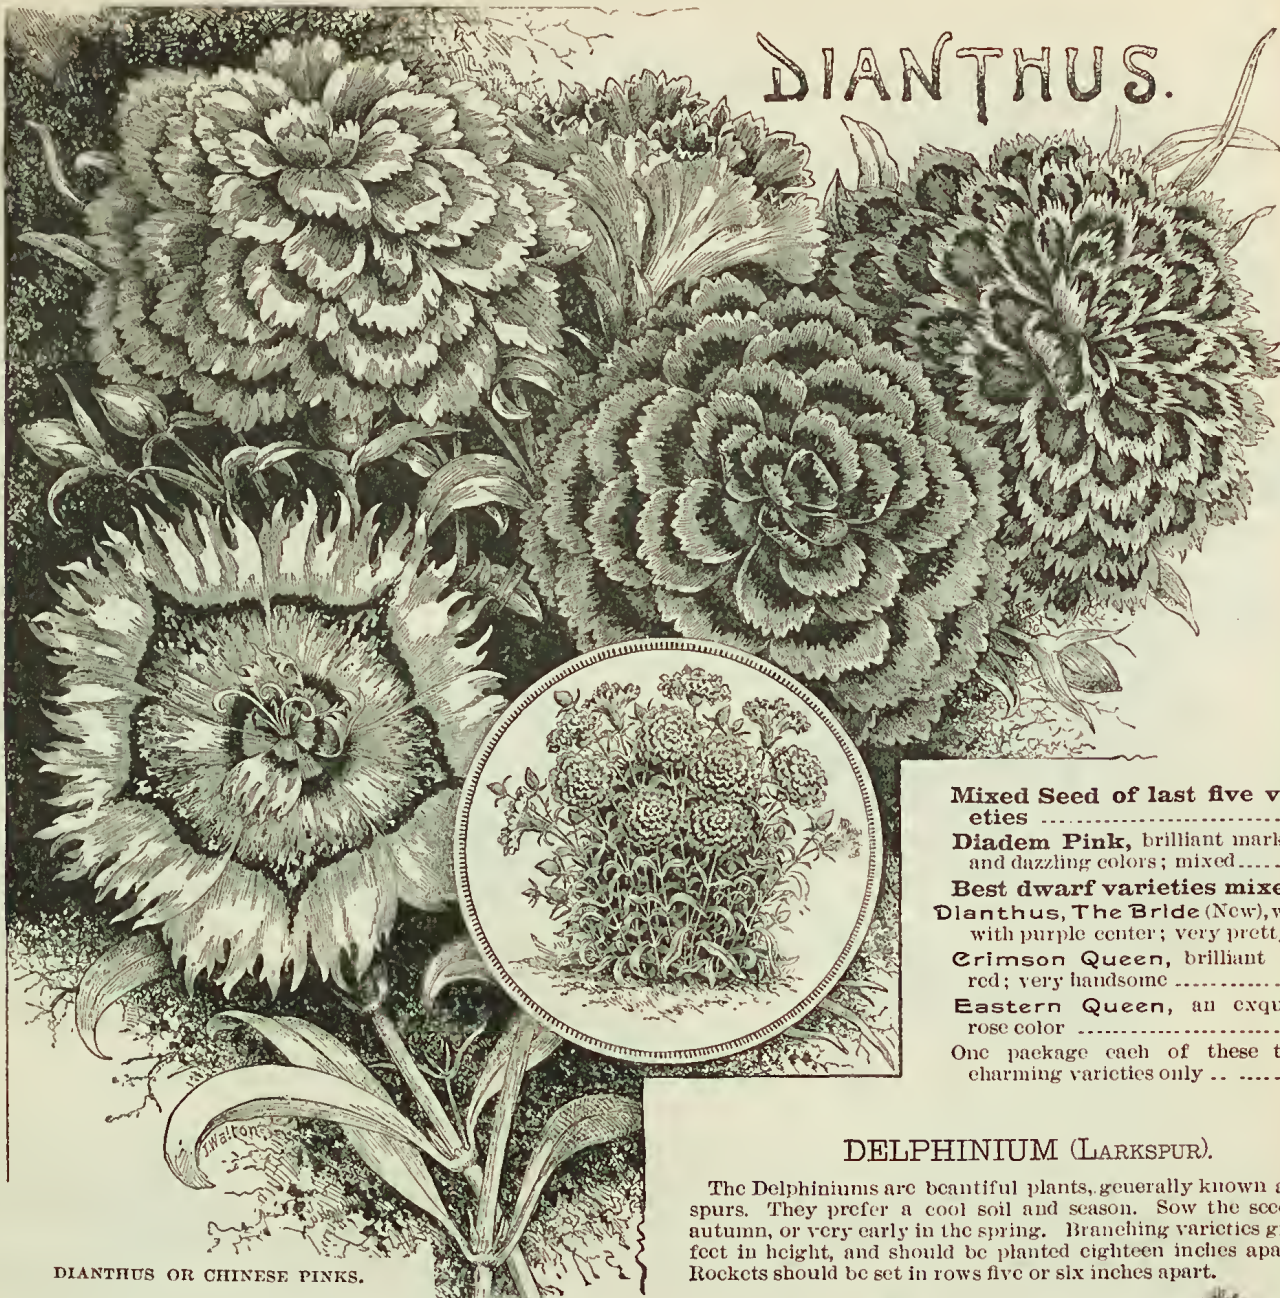 DIANTHUS.
Mixed Seed of last five v
eties
Diadem Pink, brilliant mark
and dazzling colors; mixed
Best dwarf varieties mixe
Dianthus, The Bride (New), w
with purple center; very prett
Crimson Queen, brilliant
red; very handsome
Eastern Queen, an exqu
rose color
One package each of these t
charming varieties only
J. Walton
DELPHINIUM (LARKSPUR).
The Delphiniums are beautiful plants, generally known a
spurs. They prefer a cool soil and season. Sow the see
autumn, or very early in the spring. Branching varieties g
feet in height, and should be planted eighteen inches apa
Rockets should be set in rows five or six inches apart.
DIANTHUS OR CHINESE PINKS.